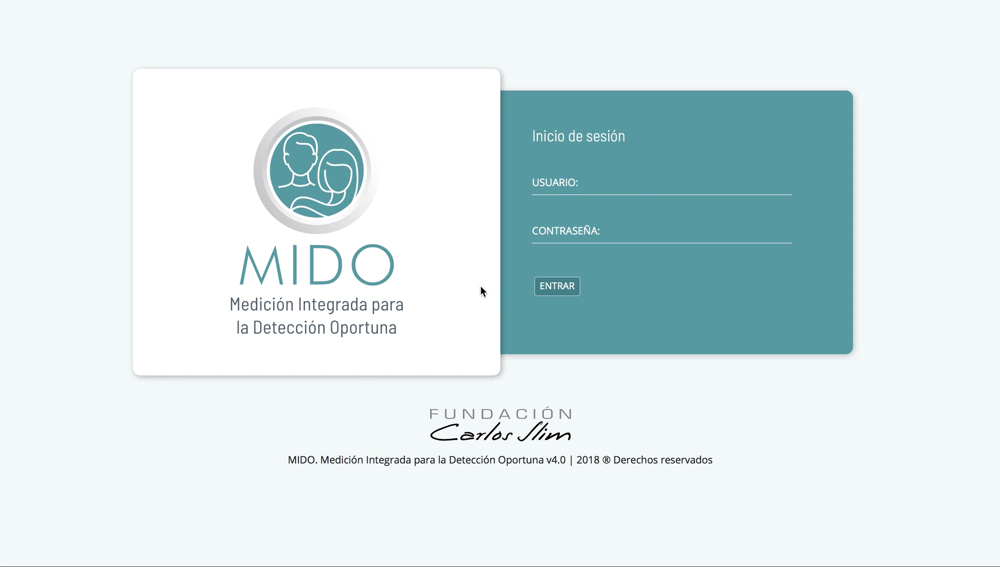 MIDO
Medición Integrada para
la Detección Oportuna
Inicio de sesión
USUARIO:
CONTRASEÑA:
ENTRAR
FUNDACIÓN
Carlos Slim
MIDO. Medición Integrada para la Detección Oportuna v4.0 | 2018 ® Derechos reservados